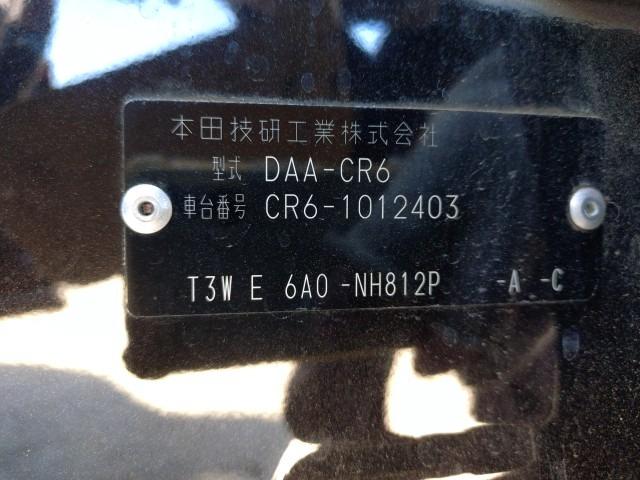 本田技研工業株式会社
型式 DAA-CR6
車台番号 CR6-1012403
T3W E 6A0 -NH812P -A -C